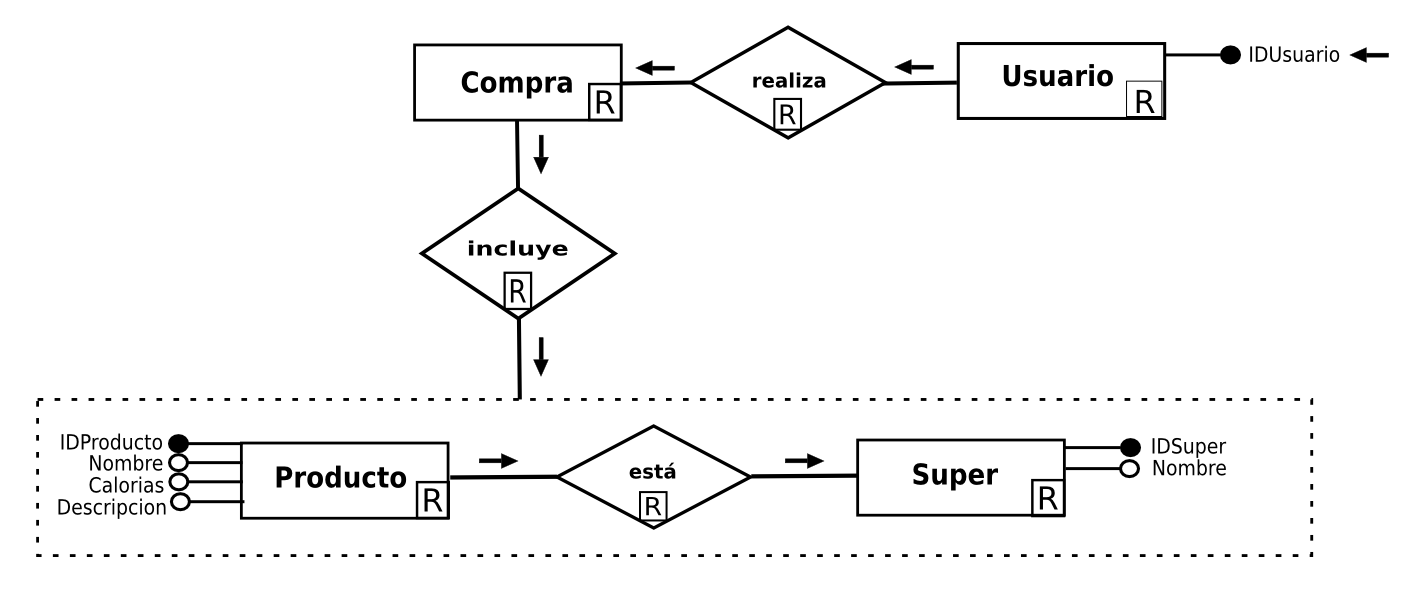 Compra
R
realiza
R
Usuario
R
IDUsuario
incluye
R
IDProducto
Nombre
Calorias
Descripcion
Producto
R
está
R
Super
R
IDSuper
Nombre